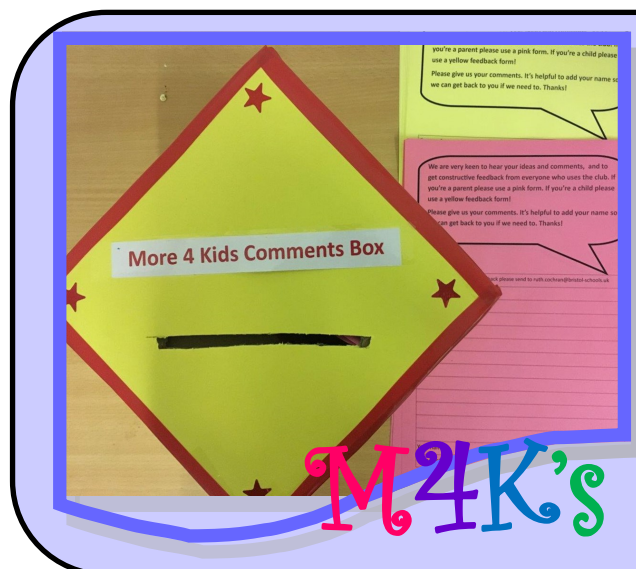 you're a parent please use a pink form. If you're a child please
use a yellow feedback form!
Please give us your comments. It's helpful to add your name so
we can get back to you if we need to. Thanks!
We are very keen to hear your ideas and comments, and to
get constructive feedback from everyone who uses the club. If
you're a parent please use a pink form. If you're a child please
use a yellow feedback form!
Please give us your comments. It's helpful to add your name so
can get back to you if we need to. Thanks!
More 4 Kids Comments Box
please send to
M4K's